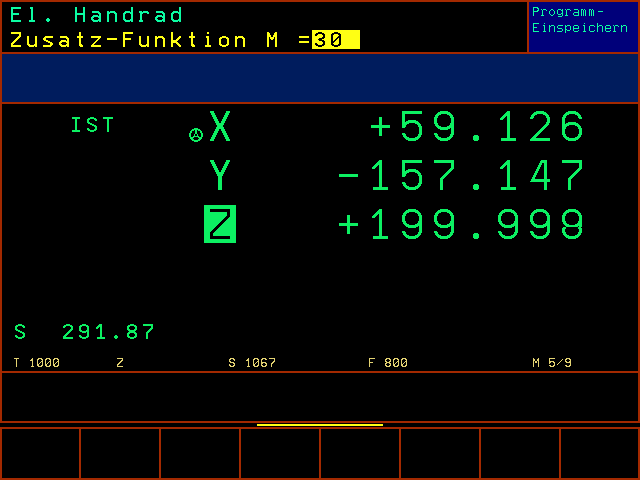 El. Handrad
Zusatz-Funktion M =30
Programm-
Einspeichern
IST X +59.126
Y -157.147
Z +199.999
S 291.87
T 1000 Z S 1067 F 800 M 5/9